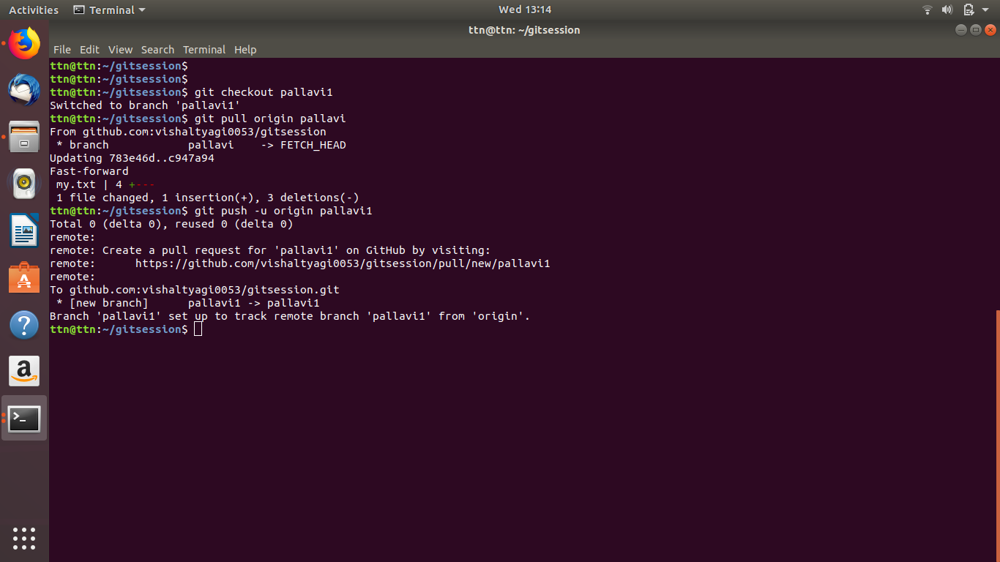 Activities Terminal Wed 13:14
ttn@ttn: ~/gitsession
File Edit View Search Terminal Help
ttn@ttn:~/gitsession$
ttn@ttn:~/gitsession$
ttn@ttn:~/gitsession$ git checkout pallavi1
Switched to branch 'pallavi1'
ttn@ttn:~/gitsession$ git pull origin pallavi
From github.com:vishaltyagi0053/gitsession
 * branch            pallavi    -> FETCH_HEAD
Updating 783e46d..c947a94
Fast-forward
 my.txt | 4 +---
 1 file changed, 1 insertion(+), 3 deletions(-)
ttn@ttn:~/gitsession$ git push -u origin pallavi1
Total 0 (delta 0), reused 0 (delta 0)
remote:
remote: Create a pull request for 'pallavi1' on GitHub by visiting:
remote:      https://github.com/vishaltyagi0053/gitsession/pull/new/pallavi1
remote:
To github.com:vishaltyagi0053/gitsession.git
 * [new branch]      pallavi1 -> pallavi1
Branch 'pallavi1' set up to track remote branch 'pallavi1' from 'origin'.
ttn@ttn:~/gitsession$